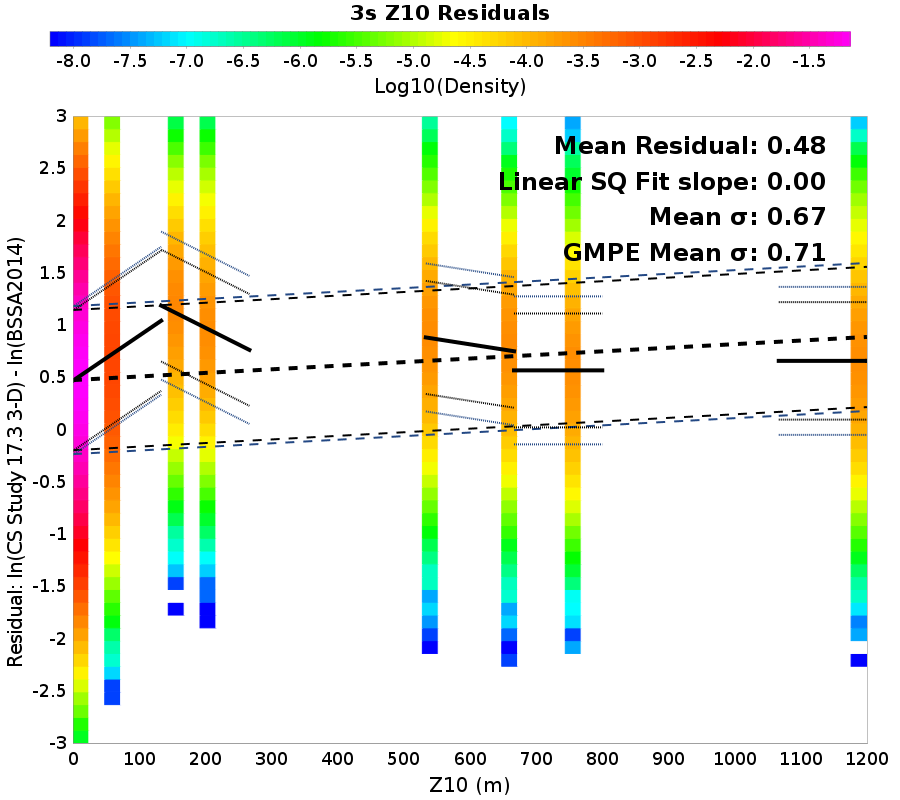 3s Z10 Residuals
-8.0 -7.5 -7.0 -6.5 -6.0 -5.5 -5.0 -4.5 -4.0 -3.5 -3.0 -2.5 -2.0 -1.5
Log10(Density)
Mean Residual: 0.48
Linear SQ Fit slope: 0.00
Mean σ: 0.67
GMPE Mean σ: 0.71
Residual: ln(CS Study 17.3 3-D) - ln(BSSA2014)
3
2.5
2
1.5
1
0.5
0
-0.5
-1
-1.5
-2
-2.5
-3
0 100 200 300 400 500 600 700 800 900 1000 1100 1200
Z10 (m)